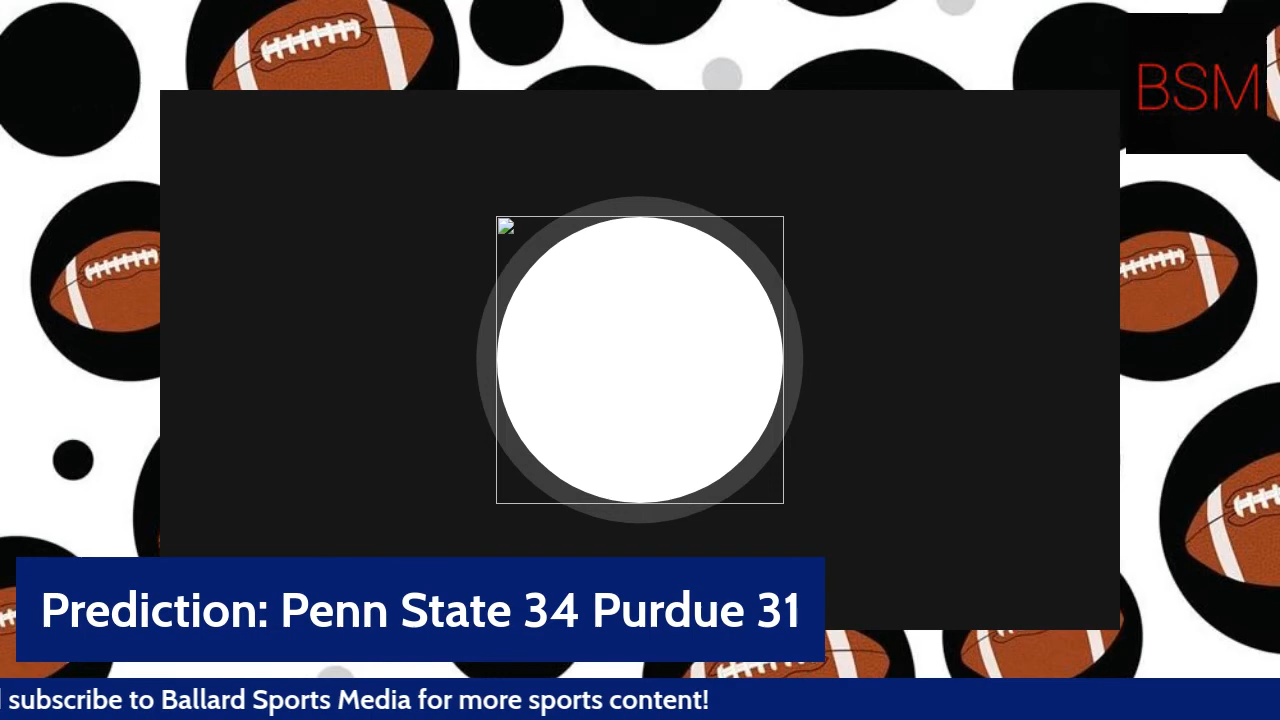 BSM
Prediction: Penn State 34 Purdue 31
subscribe to Ballard Sports Media for more sports content!